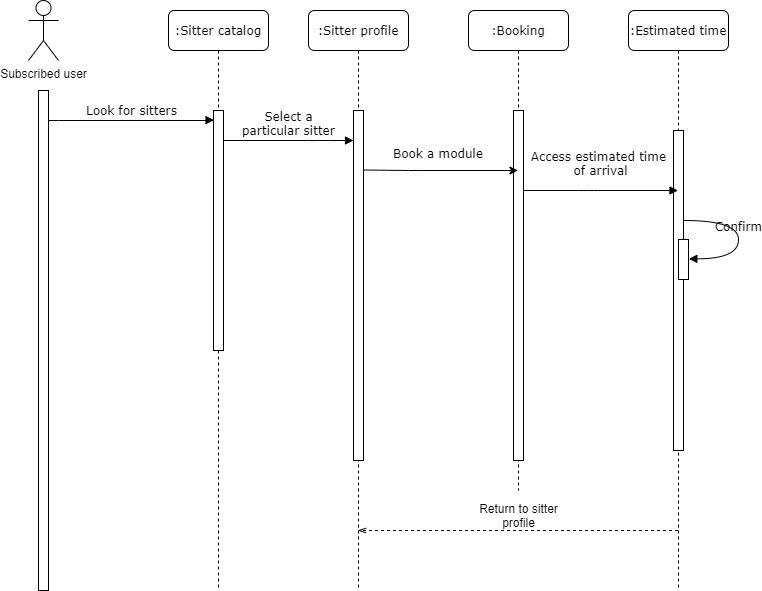 :Sitter catalog
:Sitter profile
:Booking
:Estimated time
Subscribed user
Look for sitters
Select a
particular sitter
Book a module
Access estimated time
of arrival
Confirm
Return to sitter
profile